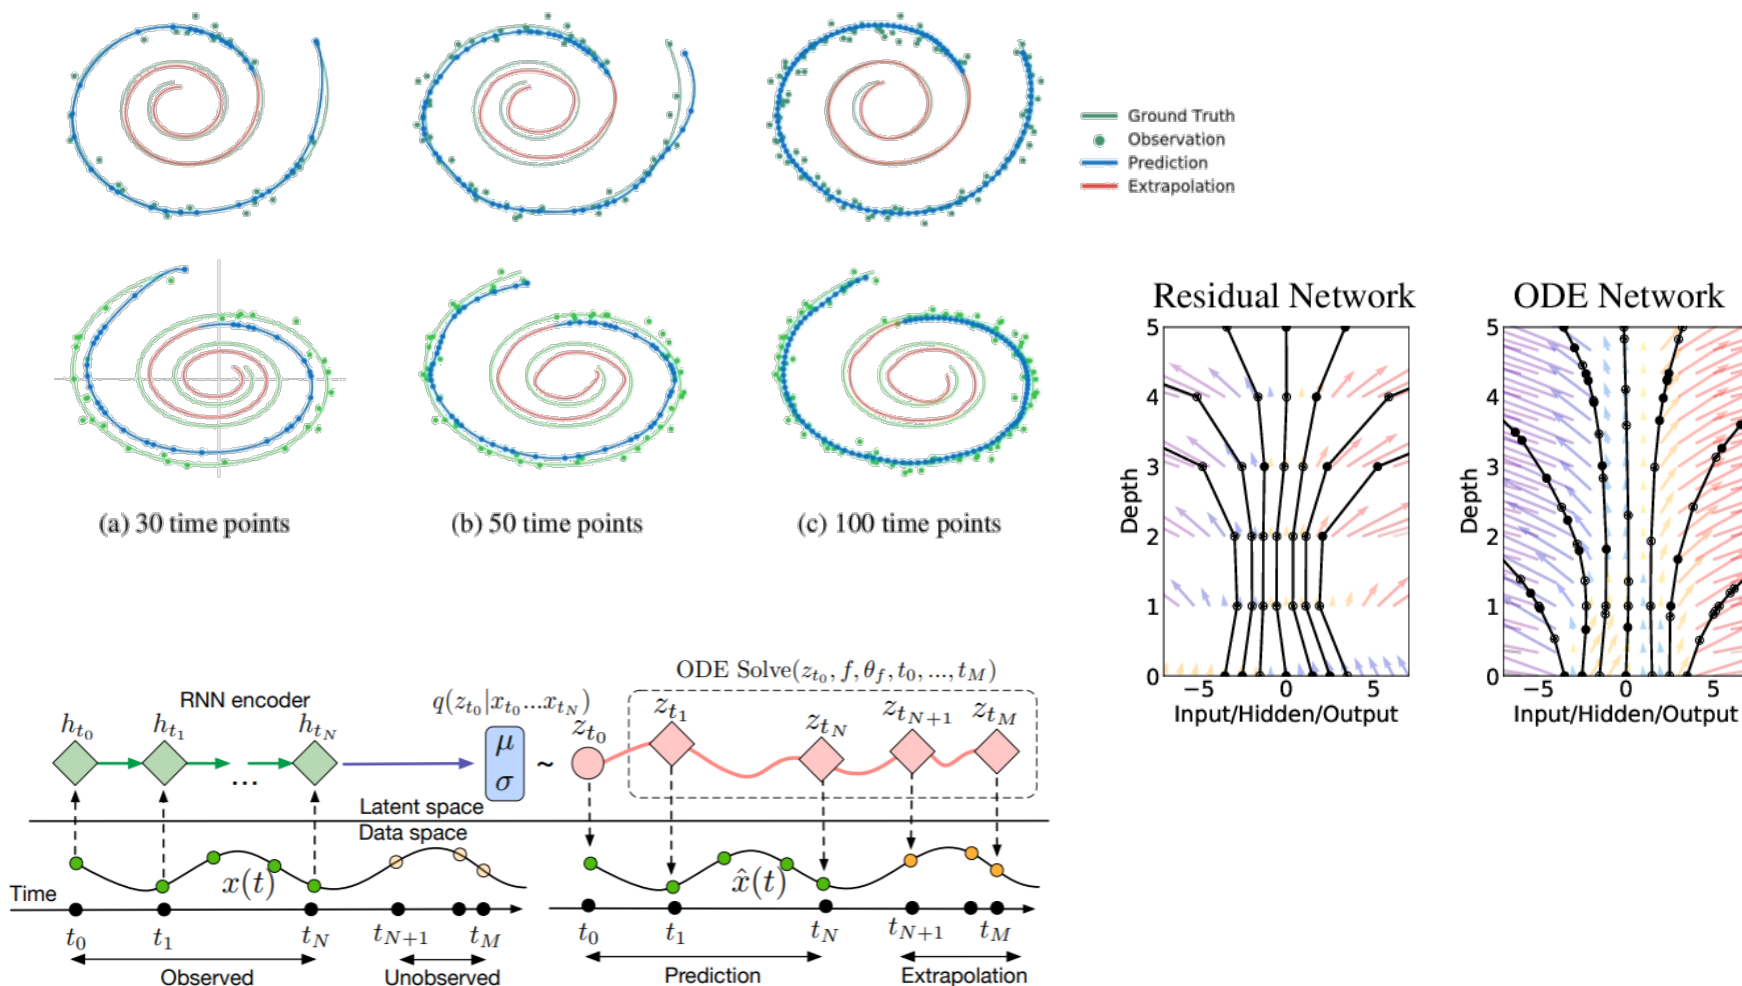 Ground Truth
Observation
Prediction
Extrapolation
(a) 30 time points
(b) 50 time points
(c) 100 time points
Residual Network
5
4
3
2
1
0
Depth
−5 0 5
Input/Hidden/Output
ODE Network
5
4
3
2
1
0
Depth
−5 0 5
Input/Hidden/Output
ODE Solve(z_{t_0}, f, θ_f, t_0, ..., t_M)
RNN encoder
q(z_{t_0}|x_{t_0}...x_{t_N})
h_{t_0} h_{t_1} h_{t_N}
...
μ
σ
~
z_{t_0} z_{t_1} z_{t_N} z_{t_{N+1}} z_{t_M}
Latent space
Data space
x(t)
x̂(t)
Time
t_0 t_1 t_N t_{N+1} t_M
t_0 t_1 t_N t_{N+1} t_M
Observed
Unobserved
Prediction
Extrapolation